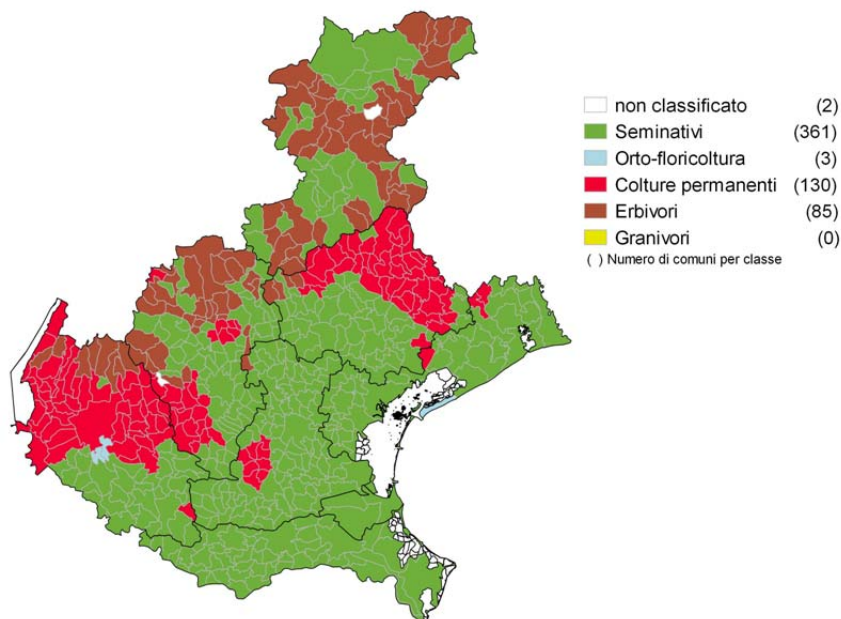 non classificato (2)
Seminativi (361)
Orto-floricoltura (3)
Colture permanenti (130)
Erbivori (85)
Granivori (0)
( ) Numero di comuni per classe